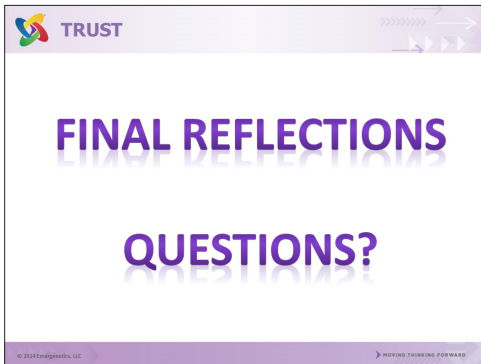 TRUST
FINAL REFLECTIONS
QUESTIONS?
© 2014 Emergenetics, LLC
MOVING THINKING FORWARD